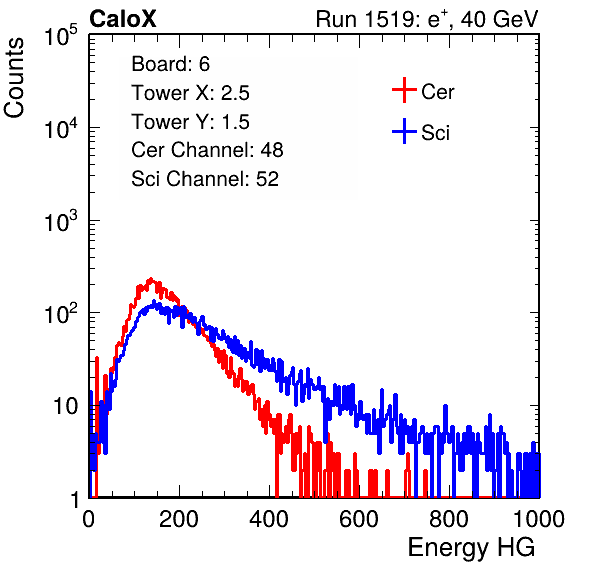 CaloX Run 1519: e⁺, 40 GeV
Counts
Board: 6
Tower X: 2.5
Tower Y: 1.5
Cer Channel: 48
Sci Channel: 52
Cer
Sci
10⁵
10⁴
10³
10²
10
1
0 200 400 600 800 1000
Energy HG